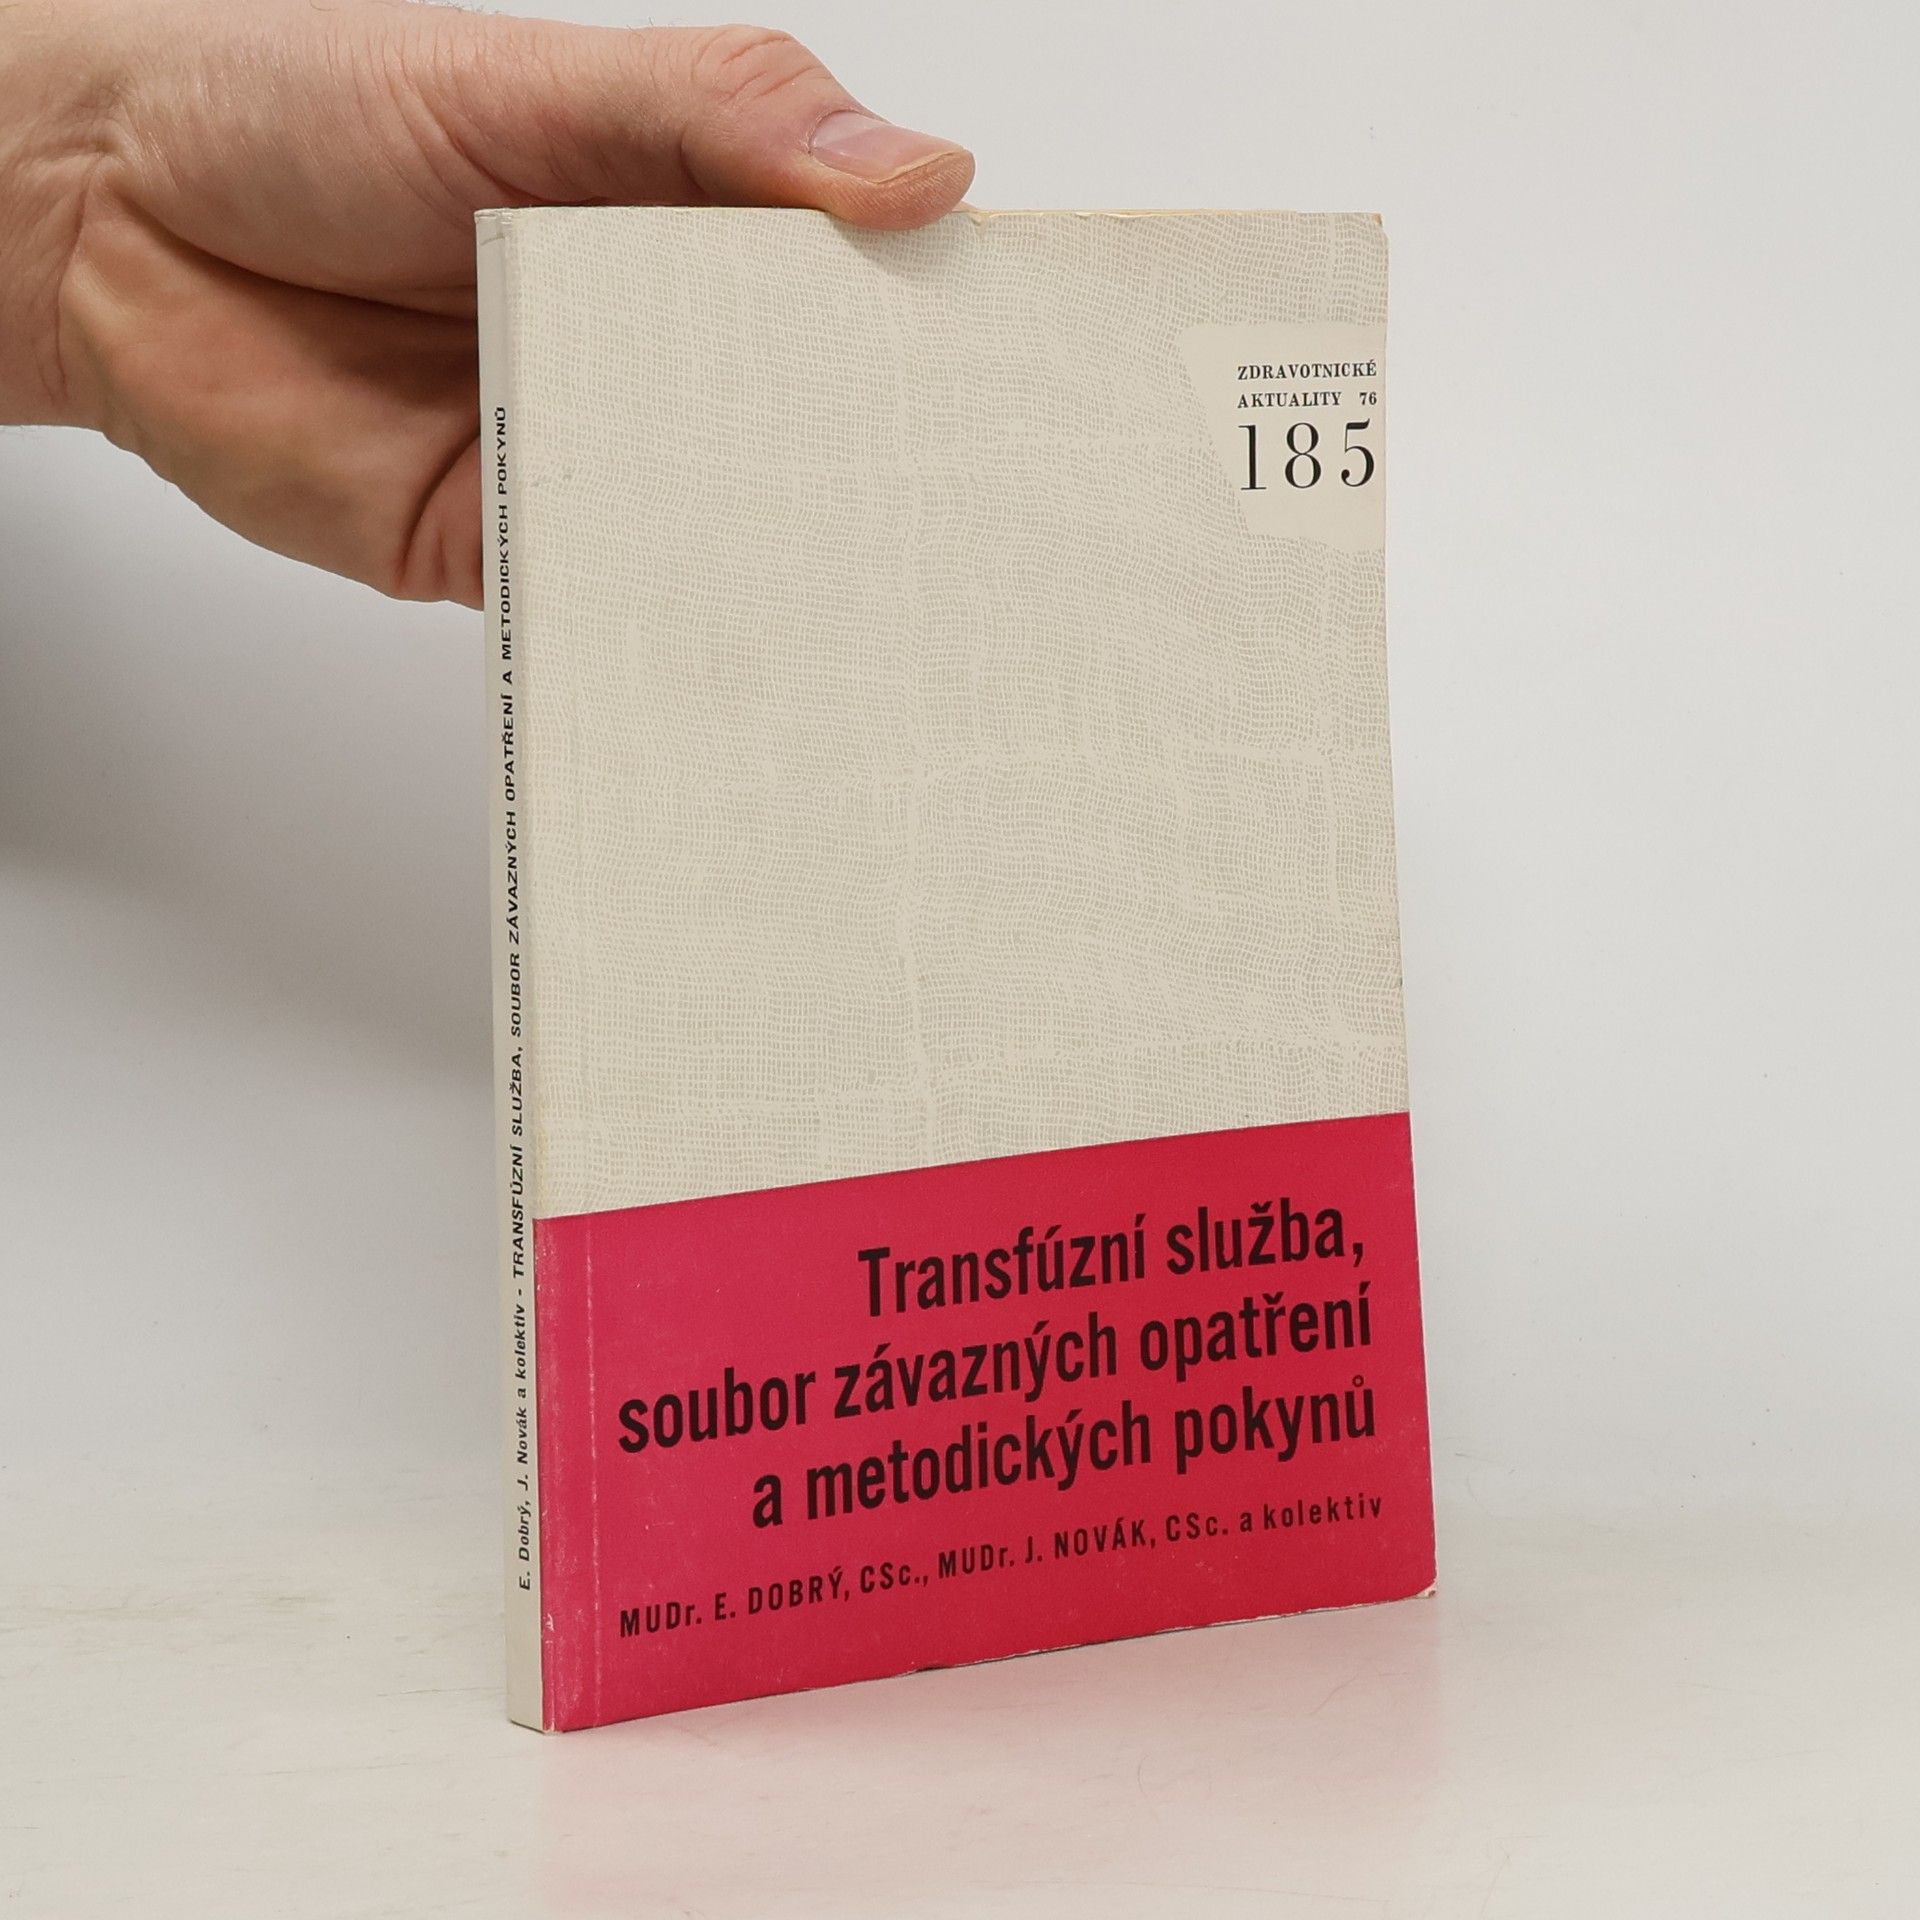 ZDRAVOTNICKÉ
AKTUALITY 76
185
Transfúzní služba,
soubor závazných opatření
a metodických pokynů
MUDr. E. DOBRÝ, CSc., MUDr. J. NOVÁK, CSc. a kolektiv
E. Dobrý, J. Novák a kolektiv - TRANSFÚZNÍ SLUŽBA, SOUBOR ZÁVAZNÝCH OPATŘENÍ A METODICKÝCH POKYNŮ